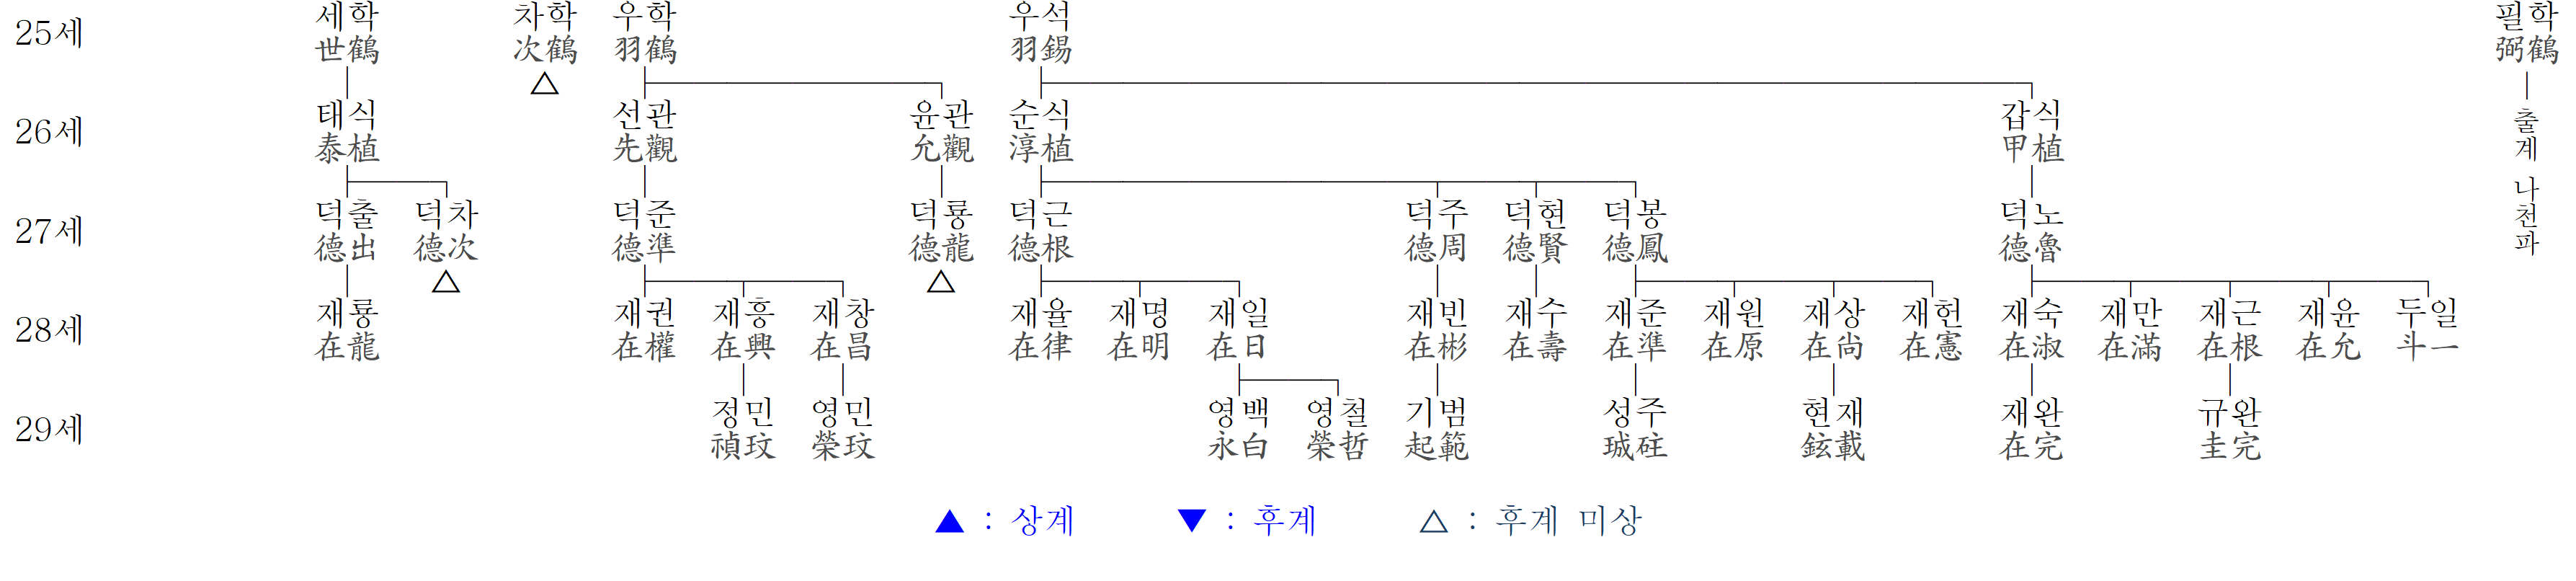 25세 세학 차학 우학 우석 필학
世鶴 次鶴 羽鶴 羽錫 弼鶴
△
26세 태식 선관 윤관 순식 갑식 출계 나천파
泰植 先觀 允觀 淳植 甲植
27세 덕출 덕차 덕준 덕룡 덕근 덕주 덕현 덕봉 덕노
德出 德次 德準 德龍 德根 德周 德賢 德鳳 德魯
△ △
28세 재룡 재권 재흥 재창 재율 재명 재일 재빈 재수 재준 재원 재상 재헌 재숙 재만 재근 재윤 두일
在龍 在權 在興 在昌 在律 在明 在日 在彬 在壽 在準 在原 在尙 在憲 在淑 在滿 在根 在允 斗一
29세 정민 영민 영백 영철 기범 성주 현재 재완 규완
禎玟 榮玟 永白 榮哲 起範 珹砫 鉉載 在完 圭完
▲ : 상계 ▼ : 후계 △ : 후계 미상